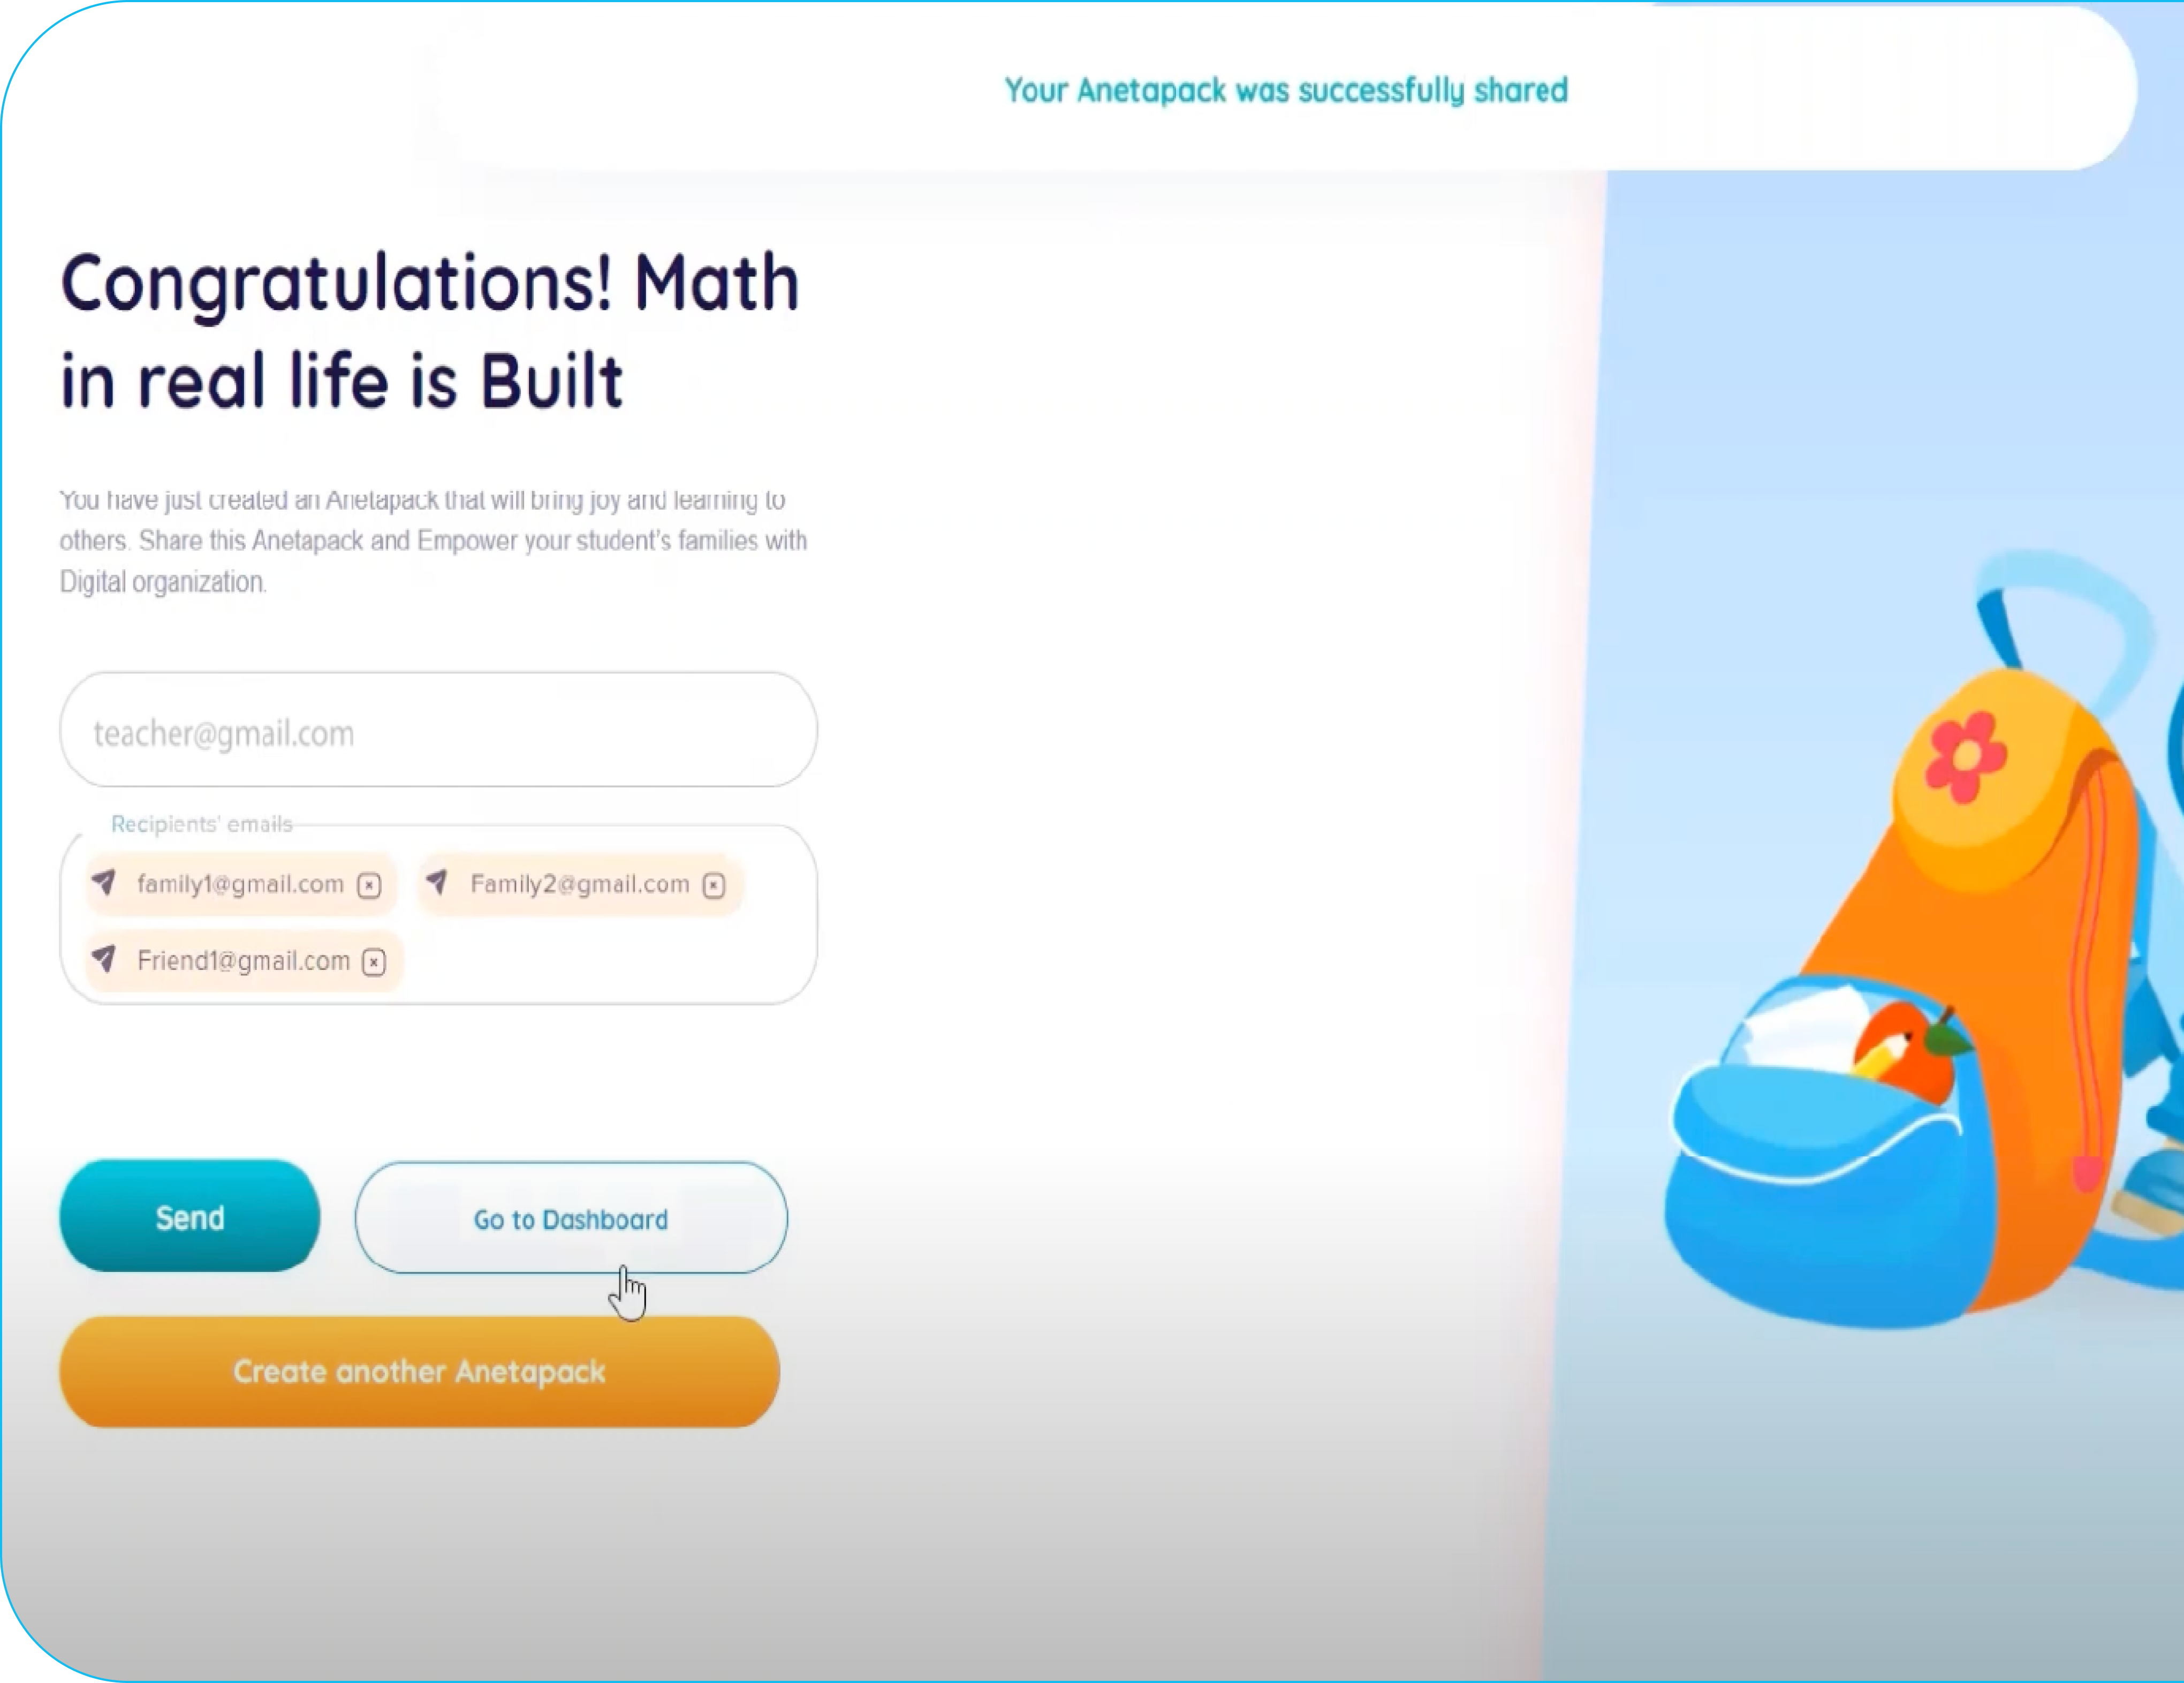 Your Anetapack was successfully shared
Congratulations! Math
in real life is Built
You have just created an Anetapack that will bring joy and learning to
others. Share this Anetapack and Empower your student's families with
Digital organization.
teacher@gmail.com
Recipients' emails
family1@gmail.com Family2@gmail.com
Friend1@gmail.com
Send Go to Dashboard
Create another Anetapack